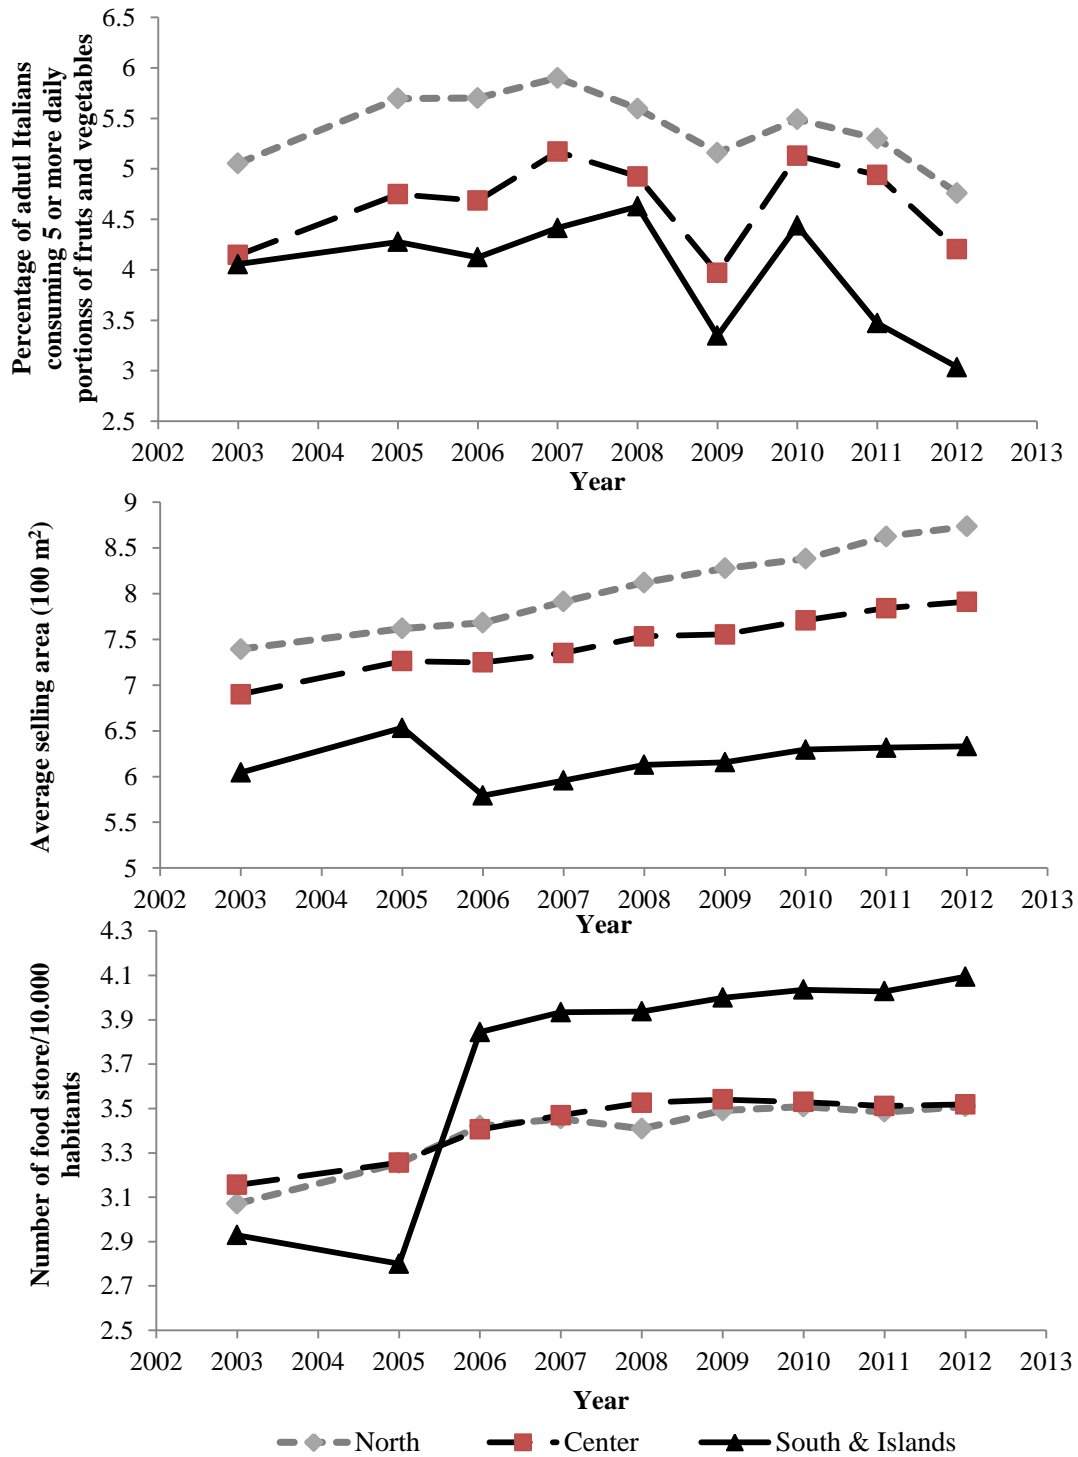 Percentage of adutl Italians
consuming 5 or more daily
portionss of fruts and vegetables
6.5
6
5.5
5
4.5
4
3.5
3
2.5
2002 2003 2004 2005 2006 2007 2008 2009 2010 2011 2012 2013
Year
Average selling area (100 m²)
9
8.5
8
7.5
7
6.5
6
5.5
5
2002 2003 2004 2005 2006 2007 2008 2009 2010 2011 2012 2013
Year
Number of food store/10.000
habitants
4.3
4.1
3.9
3.7
3.5
3.3
3.1
2.9
2.7
2.5
2002 2003 2004 2005 2006 2007 2008 2009 2010 2011 2012 2013
Year
North Center South & Islands